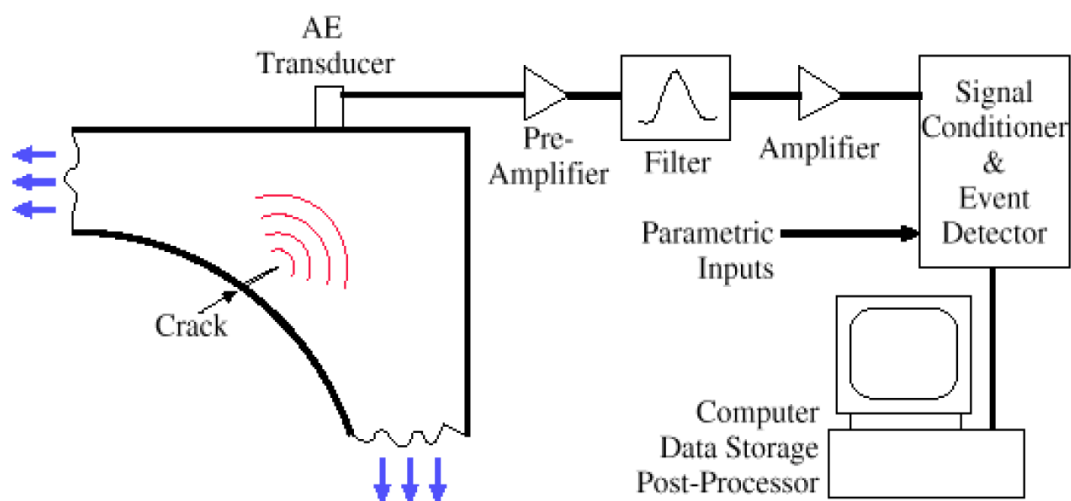 AE
Transducer
Pre-
Amplifier
Filter
Amplifier
Signal
Conditioner
&
Event
Detector
Parametric
Inputs
Crack
Computer
Data Storage
Post-Processor